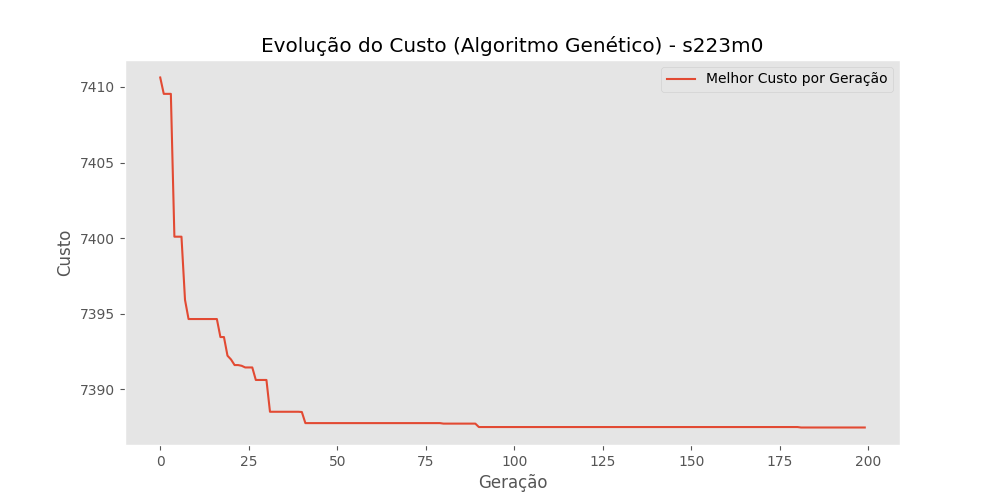 Evolução do Custo (Algoritmo Genético) - s223m0
Melhor Custo por Geração
7410
7405
7400
7395
7390
Custo
0 25 50 75 100 125 150 175 200
Geração